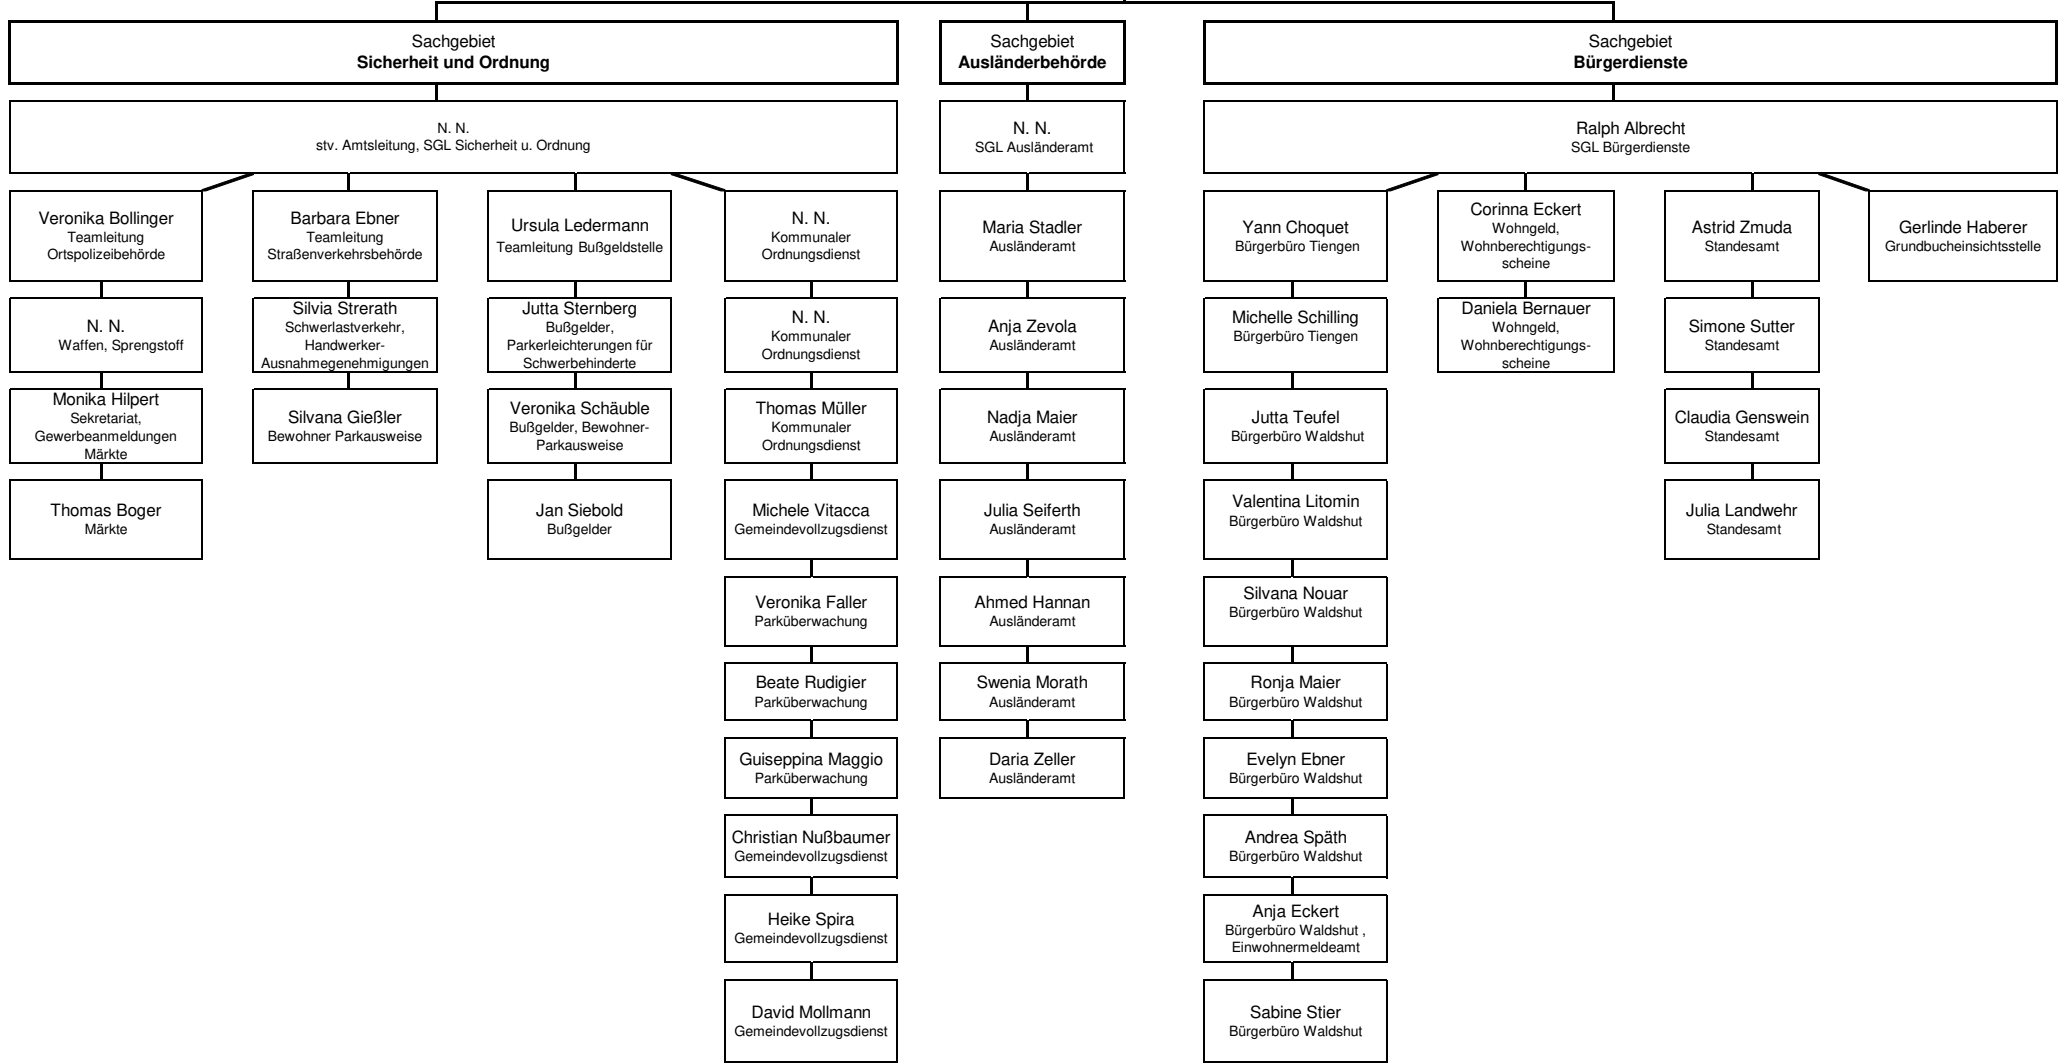 Sachgebiet
Sicherheit und Ordnung
N. N.
stv. Amtsleitung, SGL Sicherheit u. Ordnung
Veronika Bollinger
Teamleitung
Ortspolizeibehörde
N. N.
Waffen, Sprengstoff
Monika Hilpert
Sekretariat,
Gewerbeanmeldungen
Märkte
Thomas Boger
Märkte
Barbara Ebner
Teamleitung
Straßenverkehrsbehörde
Silvia Strerath
Schwerlastverkehr,
Handwerker-
Ausnahmegenehmigungen
Silvana Gießler
Bewohner Parkausweise
Ursula Ledermann
Teamleitung Bußgeldstelle
Jutta Sternberg
Bußgelder,
Parkerleichterungen für
Schwerbehinderte
Veronika Schäuble
Bußgelder, Bewohner-
Parkausweise
Jan Siebold
Bußgelder
N. N.
Kommunaler
Ordnungsdienst
N. N.
Kommunaler
Ordnungsdienst
Thomas Müller
Kommunaler
Ordnungsdienst
Michele Vitacca
Gemeindevollzugsdienst
Veronika Faller
Parküberwachung
Beate Rudigier
Parküberwachung
Guiseppina Maggio
Parküberwachung
Christian Nußbaumer
Gemeindevollzugsdienst
Heike Spira
Gemeindevollzugsdienst
David Mollmann
Gemeindevollzugsdienst
Sachgebiet
Ausländerbehörde
N. N.
SGL Ausländeramt
Maria Stadler
Ausländeramt
Anja Zevola
Ausländeramt
Nadja Maier
Ausländeramt
Julia Seiferth
Ausländeramt
Ahmed Hannan
Ausländeramt
Swenia Morath
Ausländeramt
Daria Zeller
Ausländeramt
Sachgebiet
Bürgerdienste
Ralph Albrecht
SGL Bürgerdienste
Yann Choquet
Bürgerbüro Tiengen
Michelle Schilling
Bürgerbüro Tiengen
Jutta Teufel
Bürgerbüro Waldshut
Valentina Litomin
Bürgerbüro Waldshut
Silvana Nouar
Bürgerbüro Waldshut
Ronja Maier
Bürgerbüro Waldshut
Evelyn Ebner
Bürgerbüro Waldshut
Andrea Späth
Bürgerbüro Waldshut
Anja Eckert
Bürgerbüro Waldshut ,
Einwohnermeldeamt
Sabine Stier
Bürgerbüro Waldshut
Corinna Eckert
Wohngeld,
Wohnberechtigungs-
scheine
Daniela Bernauer
Wohngeld,
Wohnberechtigungs-
scheine
Astrid Zmuda
Standesamt
Simone Sutter
Standesamt
Claudia Genswein
Standesamt
Julia Landwehr
Standesamt
Gerlinde Haberer
Grundbucheinsichtsstelle